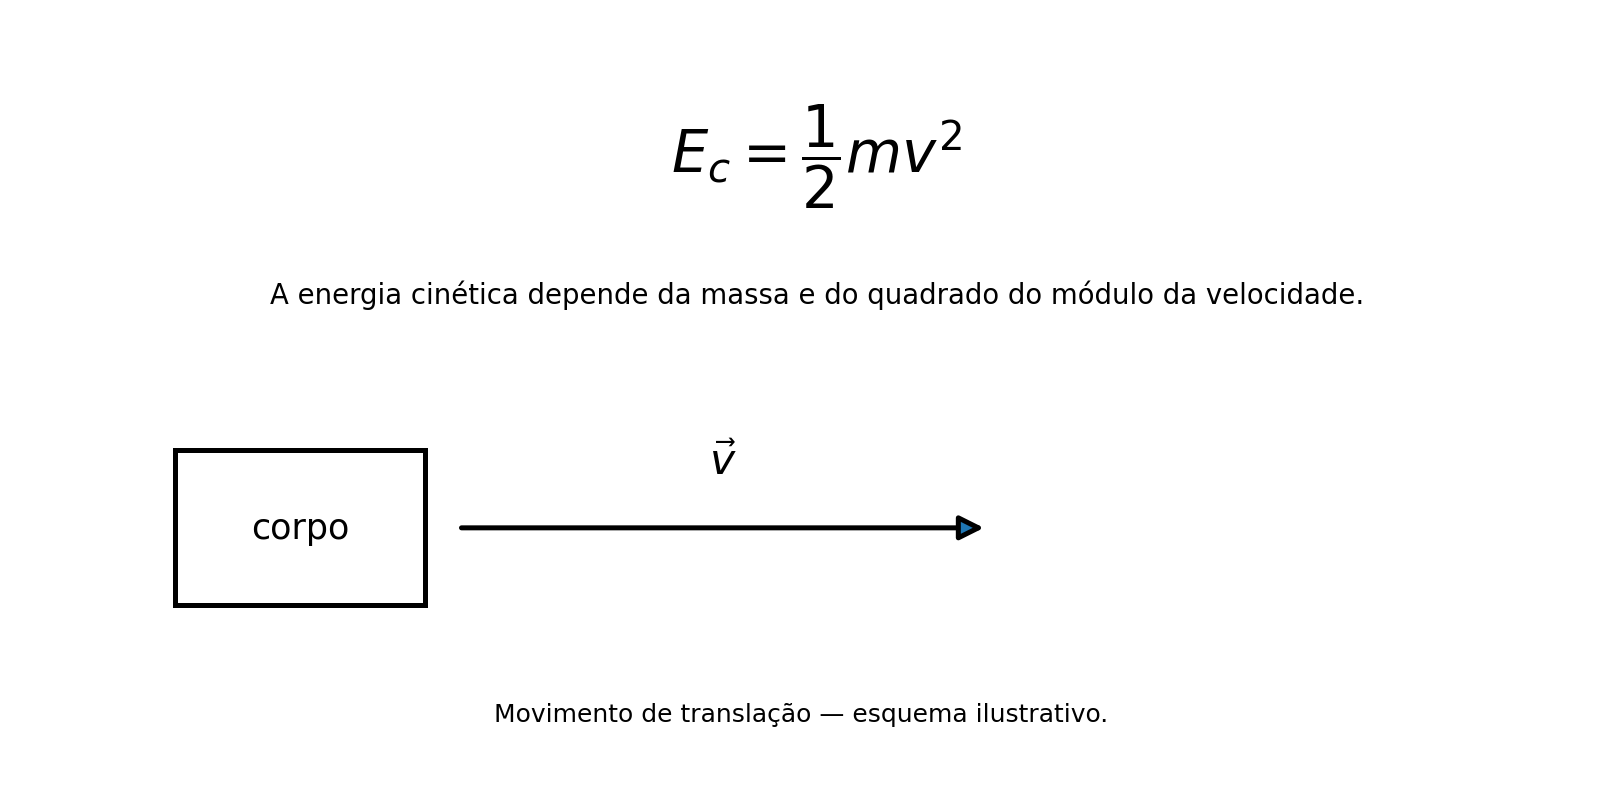 E_c = \frac{1}{2} m v^2
A energia cinética depende da massa e do quadrado do módulo da velocidade.
\vec{v}
corpo
Movimento de translação — esquema ilustrativo.